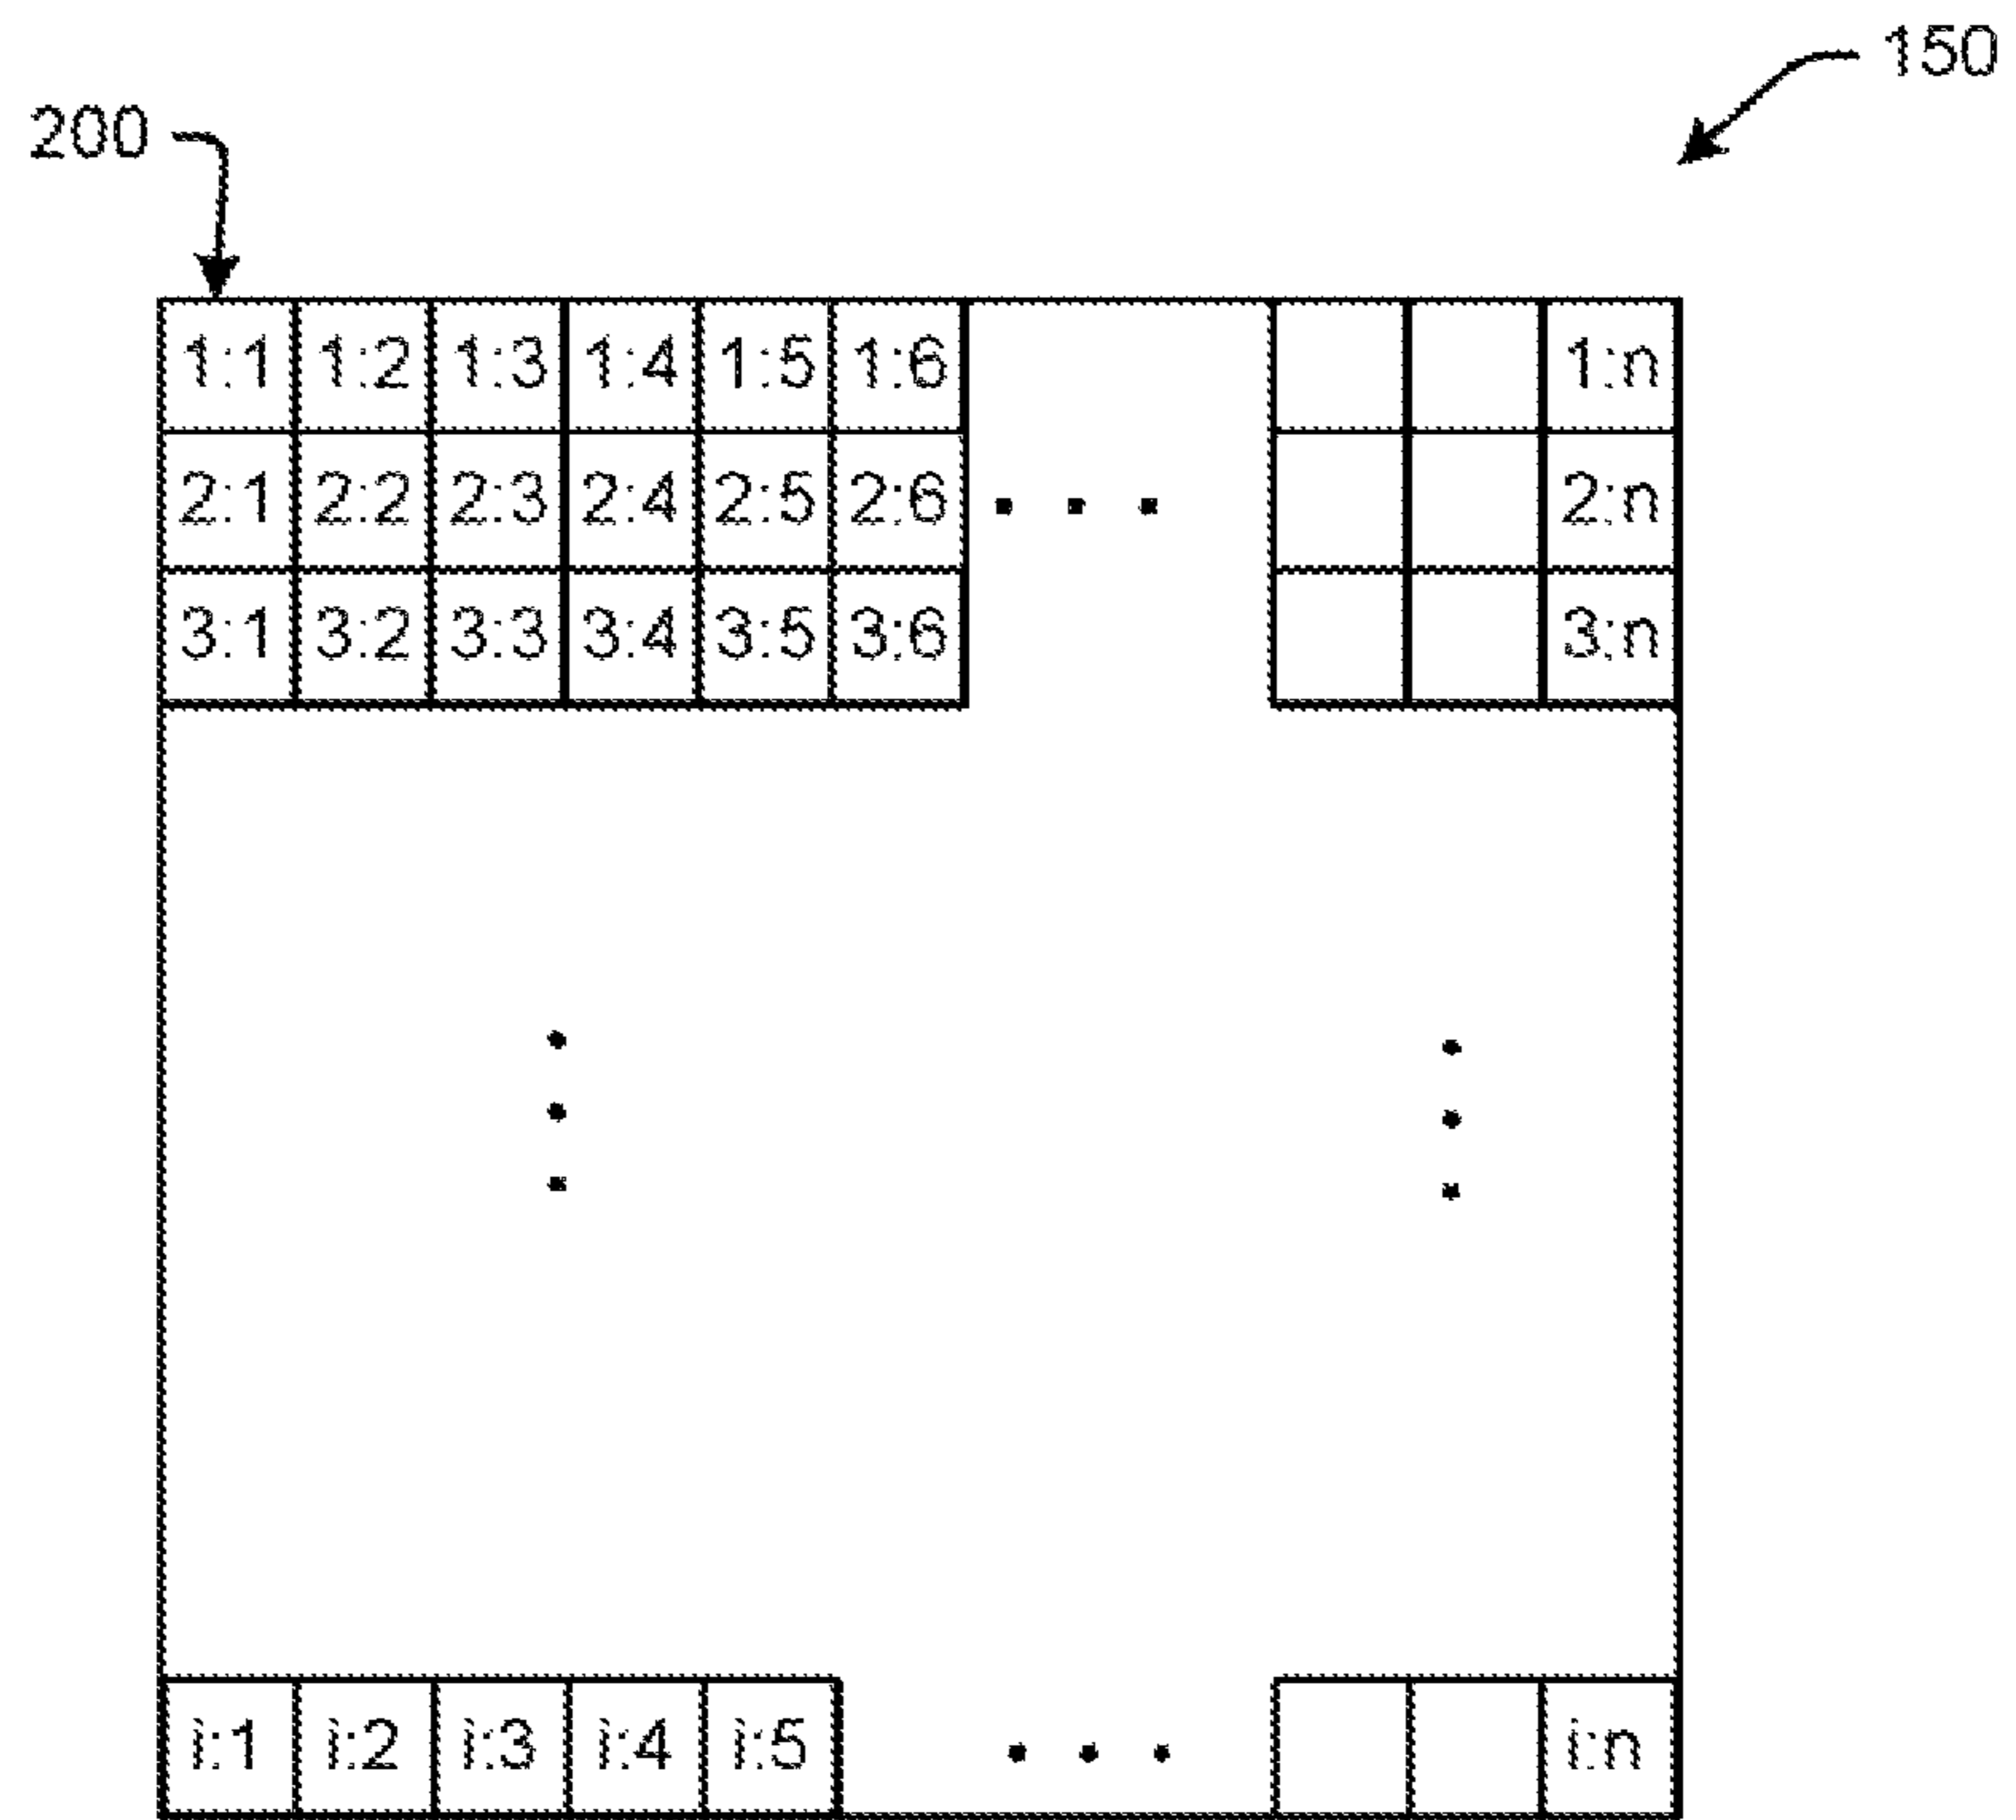 150
200
1:1 1:2 1:3 1:4 1:5 1:6 1:n
2:1 2:2 2:3 2:4 2:5 2:6 . . . 2:n
3:1 3:2 3:3 3:4 3:5 3:6 3:n
i:1 i:2 i:3 i:4 i:5 . . . i:n